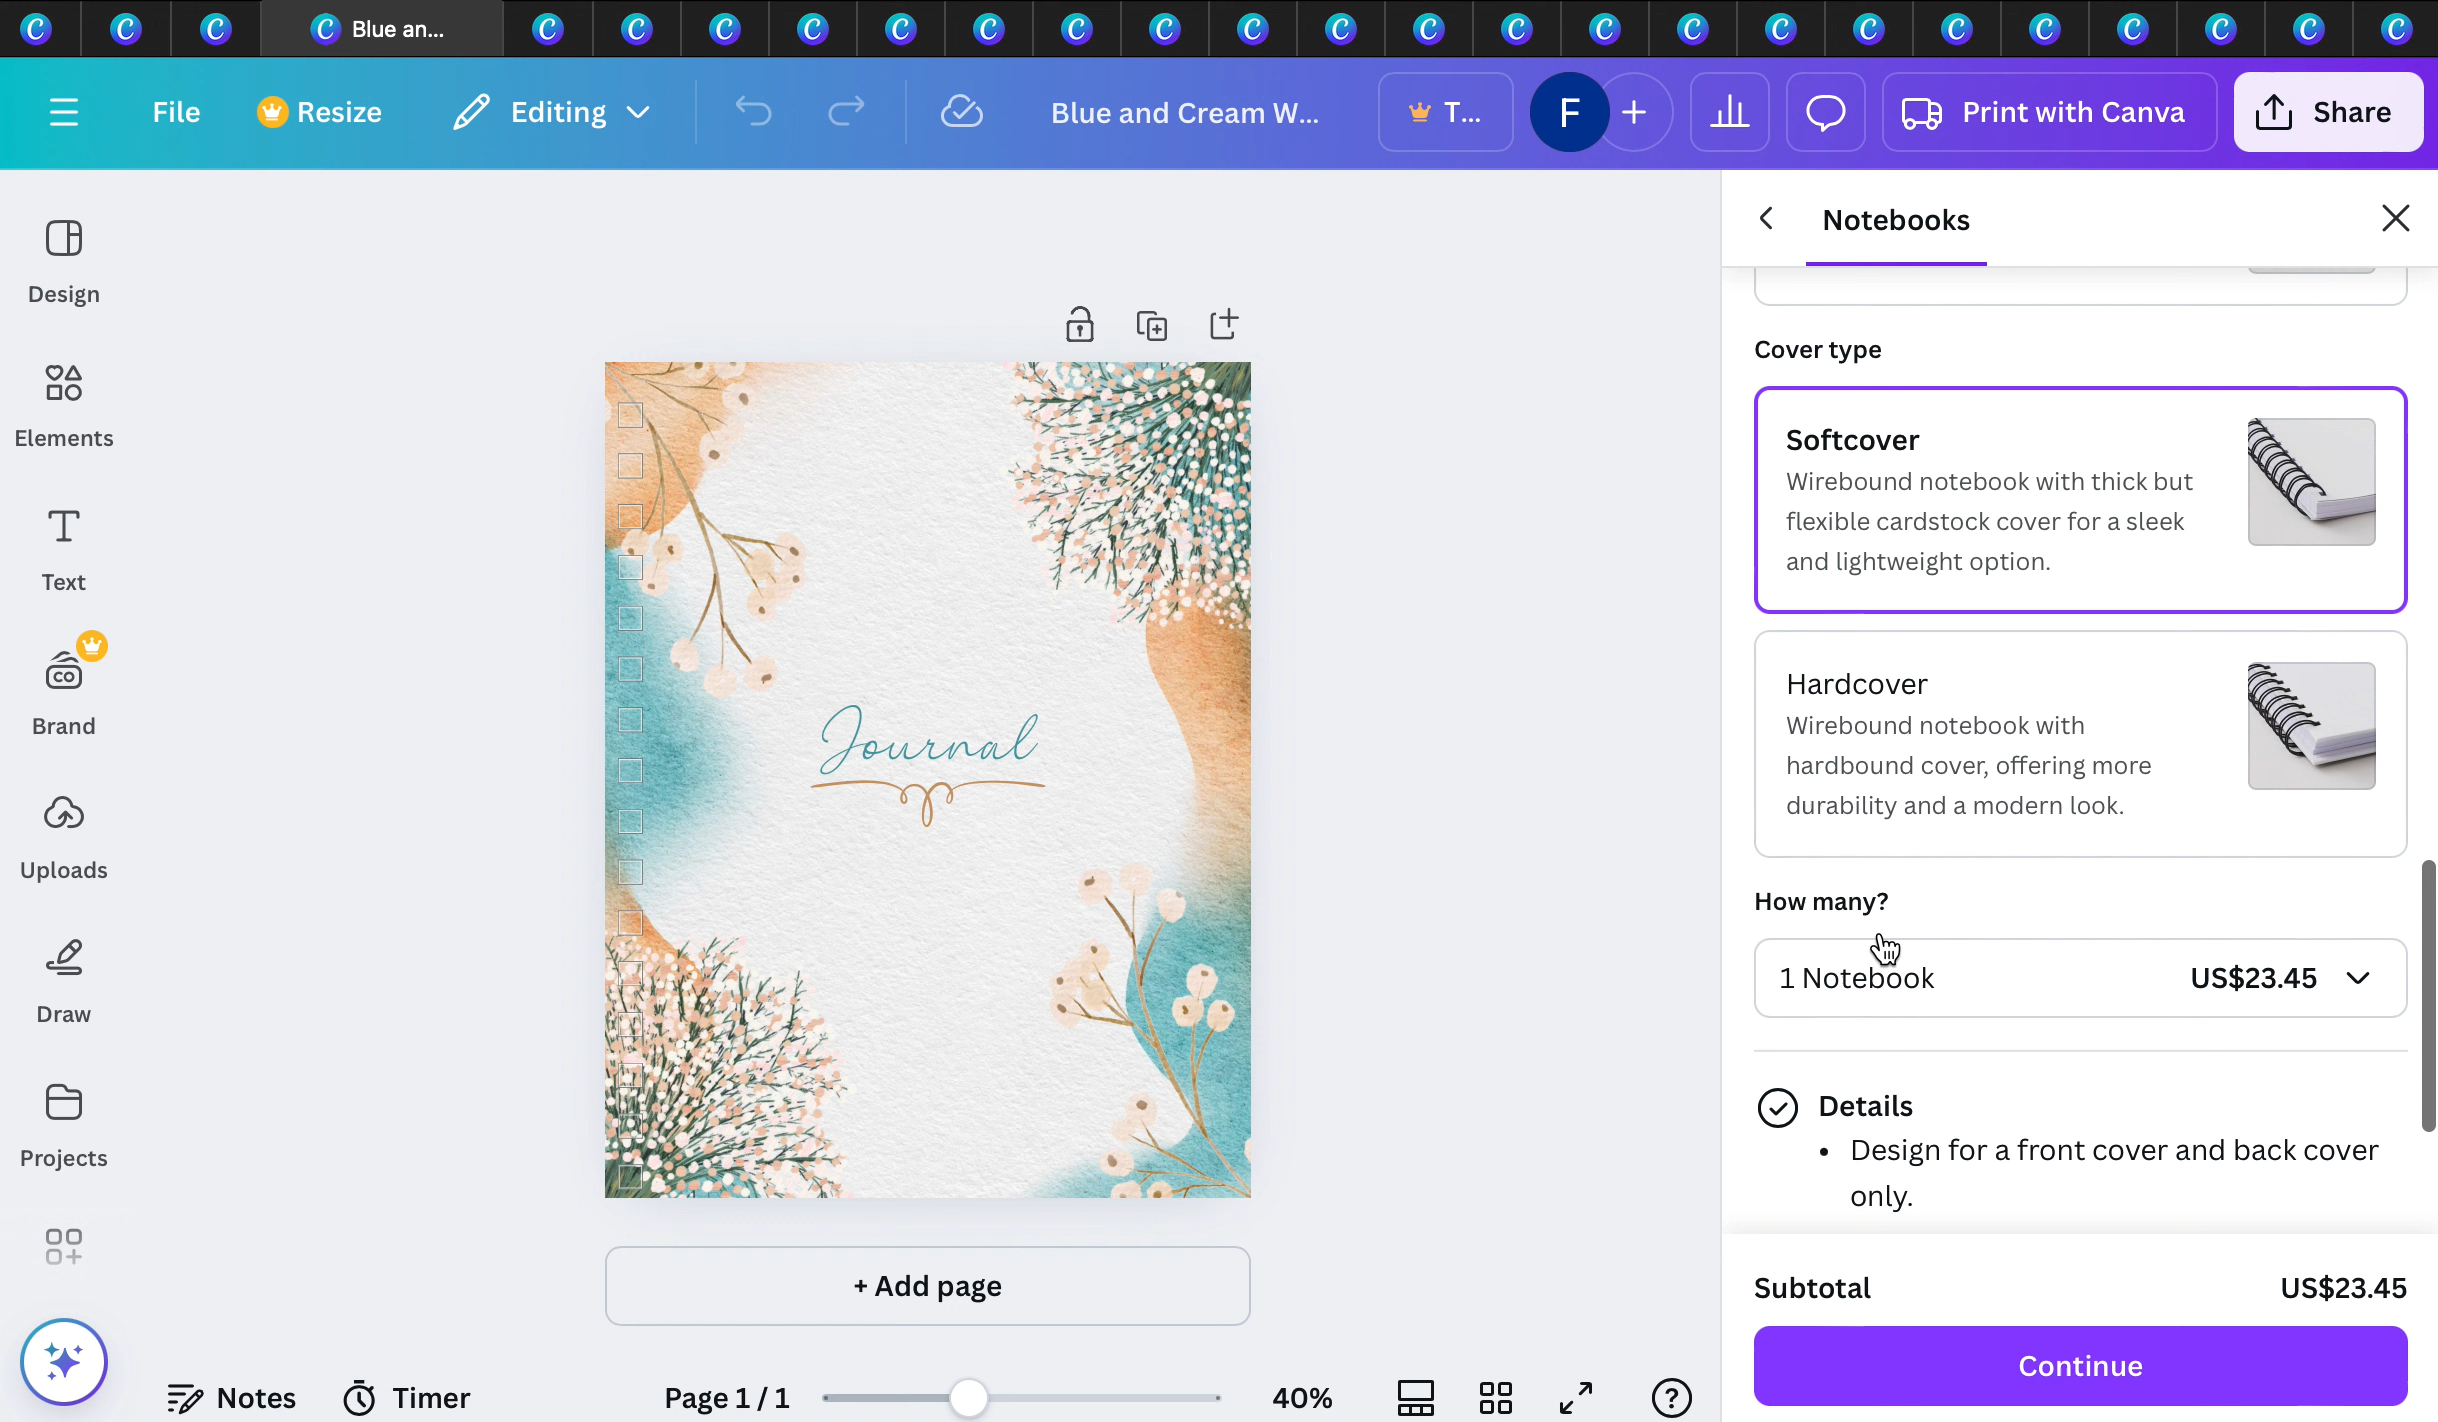 Blue an...
File
Resize
Editing
Blue and Cream W...
T...
F
Print with Canva
Share
Design
Elements
Text
Brand
Uploads
Draw
Projects
Journal
+ Add page
Notes
Timer
Page 1 / 1
40%
Notebooks
Cover type
Softcover
Wirebound notebook with thick but
flexible cardstock cover for a sleek
and lightweight option.
Hardcover
Wirebound notebook with
hardbound cover, offering more
durability and a modern look.
How many?
1 Notebook US$23.45
Details
• Design for a front cover and back cover
only.
Subtotal US$23.45
Continue